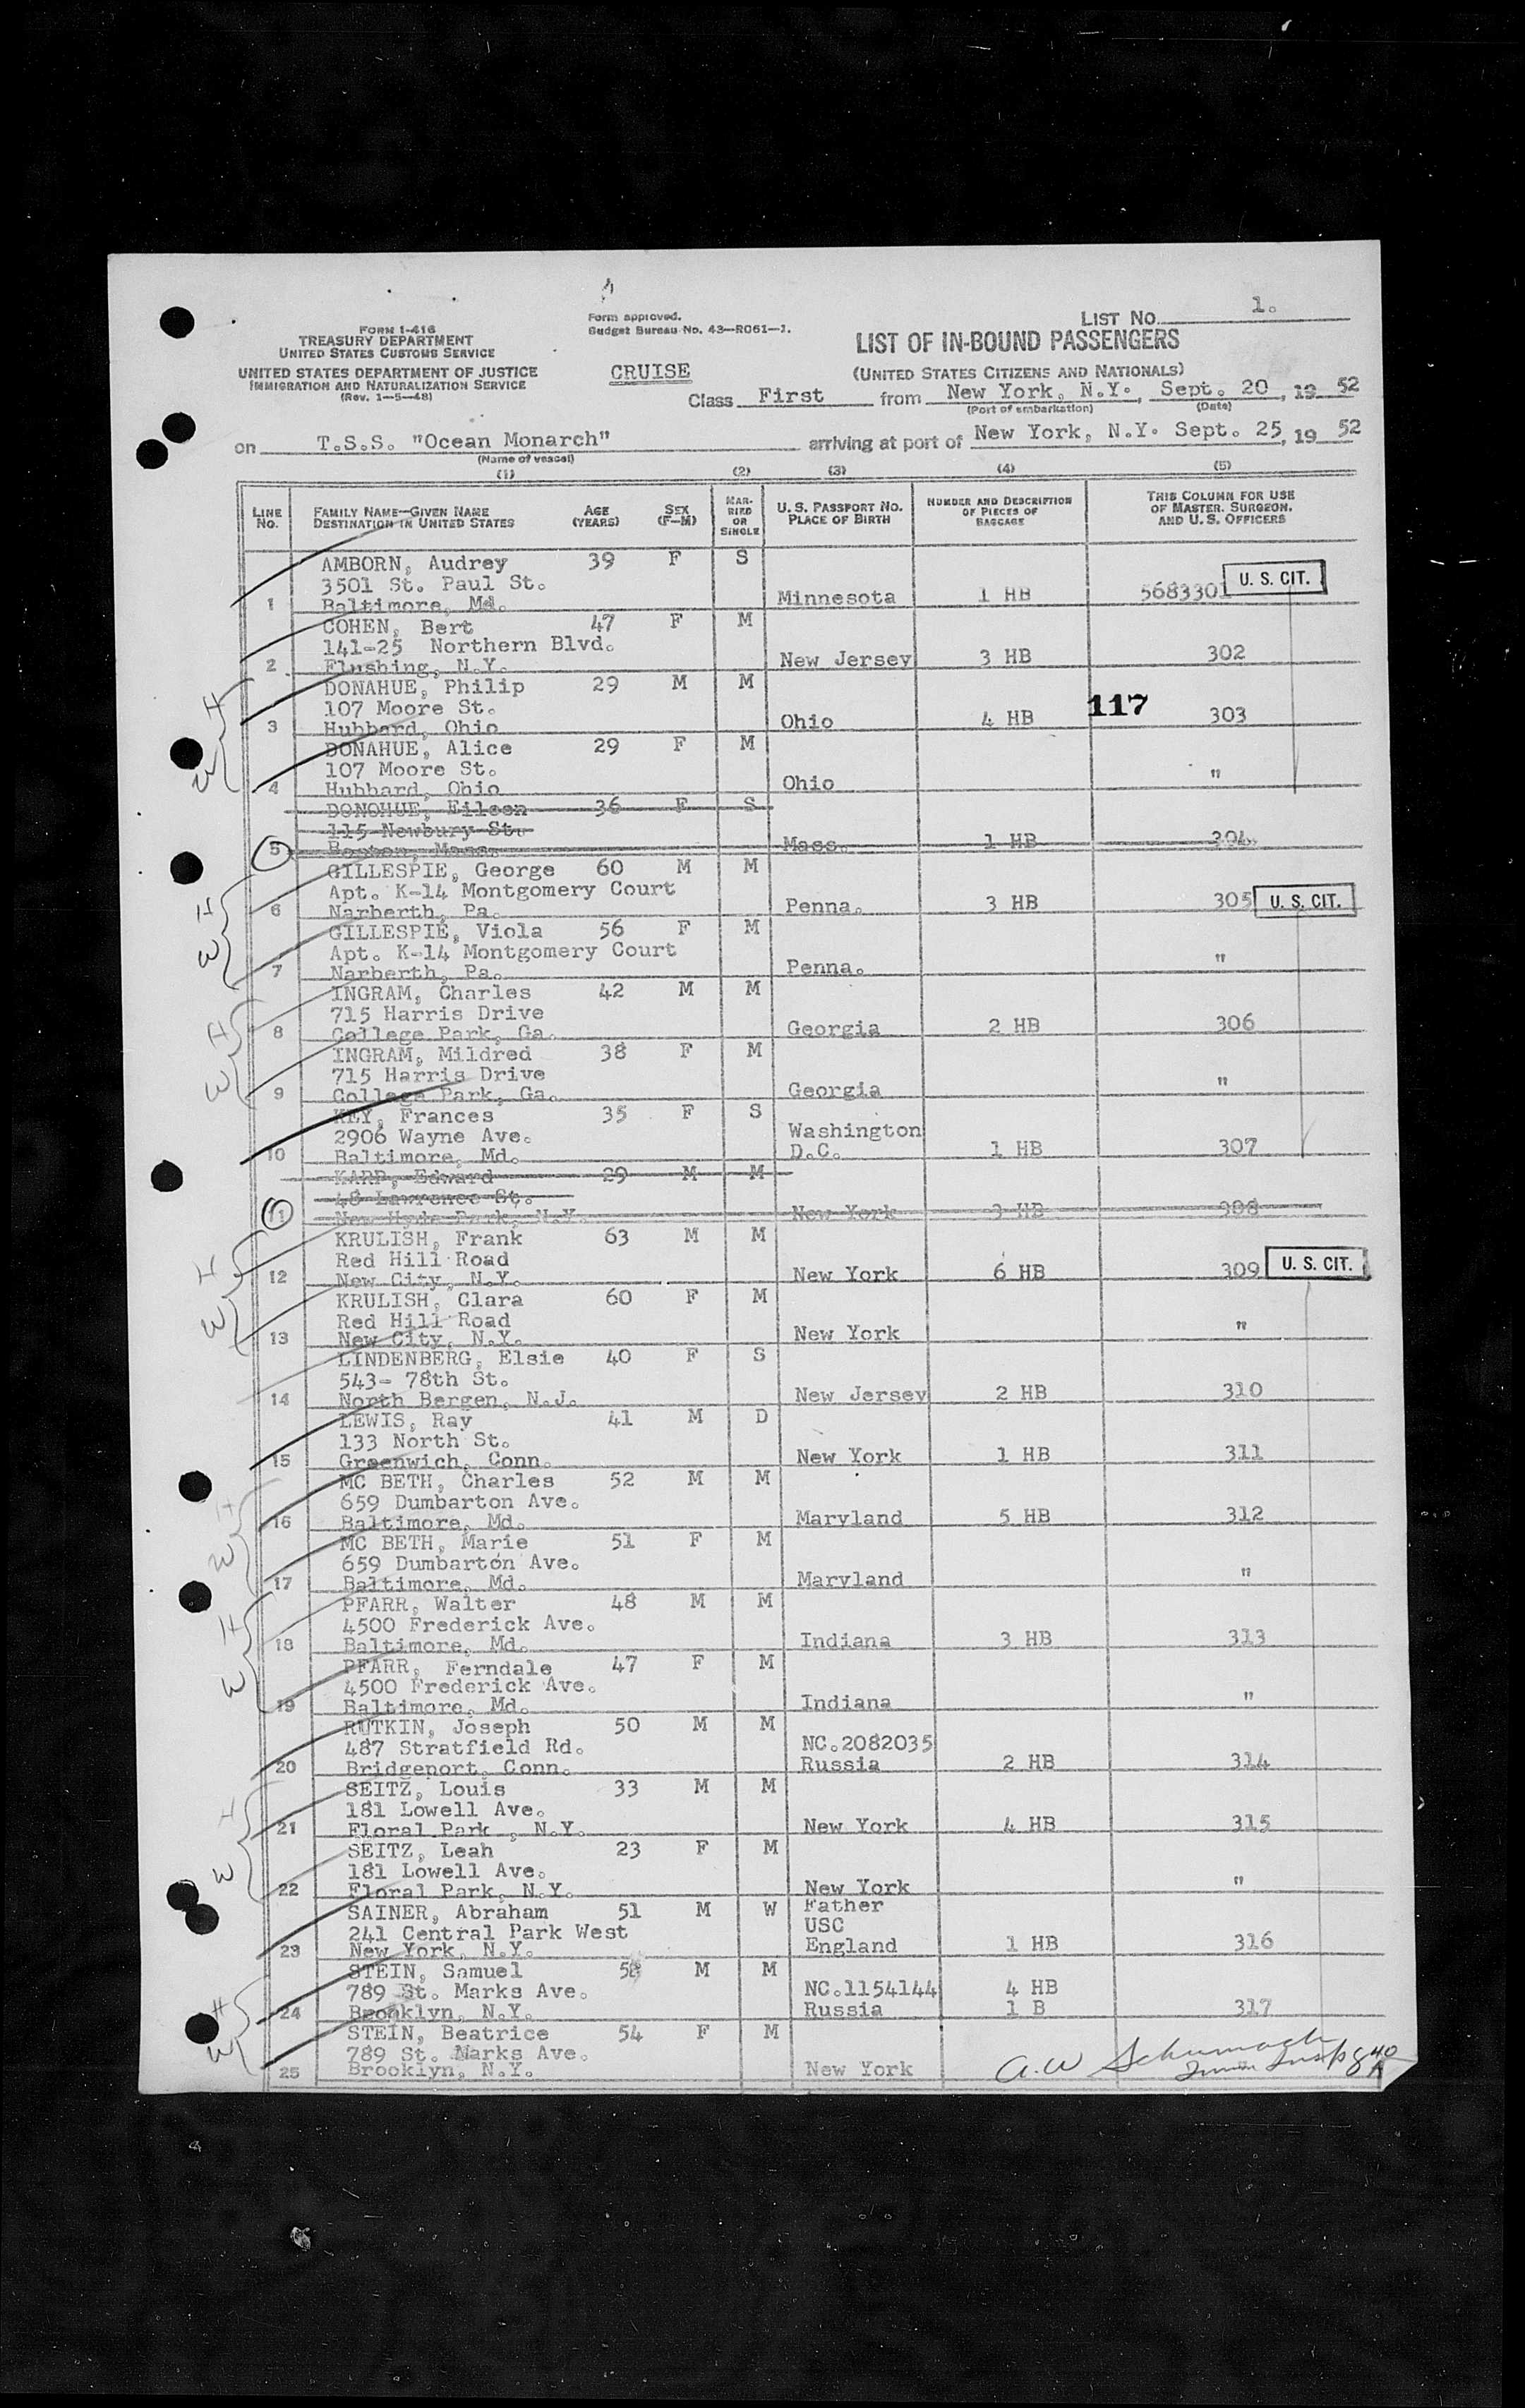 LIST No. 1.
Form approved.
Budget Bureau No. 43—R061—1.
FORM I-416
TREASURY DEPARTMENT
UNITED STATES CUSTOMS SERVICE
UNITED STATES DEPARTMENT OF JUSTICE
IMMIGRATION AND NATURALIZATION SERVICE
(Rev. 1—5—48)
CRUISE
LIST OF IN-BOUND PASSENGERS
(UNITED STATES CITIZENS AND NATIONALS)
Class First from New York, N.Y., Sept. 20, 19 52
(Port of embarkation) (Date)
on T.S.S. "Ocean Monarch" arriving at port of New York, N.Y. Sept. 25, 19 52
(Name of vessel)
(1) (2) (3) (4) (5)
LINE No. FAMILY NAME—GIVEN NAME DESTINATION IN UNITED STATES AGE (YEARS) SEX (F—M) MARRIED OR SINGLE U. S. PASSPORT No. PLACE OF BIRTH NUMBER AND DESCRIPTION OF PIECES OF BAGGAGE THIS COLUMN FOR USE OF MASTER, SURGEON, AND U. S. OFFICERS
AMBORN, Audrey 39 F S
3501 St. Paul St. U. S. CIT.
1 Baltimore, Md. Minnesota 1 HB 5683301
COHEN, Bert 47 F M
141-25 Northern Blvd.
2 Flushing, N.Y. New Jersey 3 HB 302
DONAHUE, Philip 29 M M
107 Moore St. 117
3 Hubbard, Ohio Ohio 4 HB 303
DONAHUE, Alice 29 F M
107 Moore St.
4 Hubbard, Ohio Ohio "
DONOHUE, Eileen 36 F S
115 Newbury St.
5 Boston, Mass. Mass. 1 HB 304
GILLESPIE, George 60 M M
Apt. K-14 Montgomery Court
6 Narberth, Pa. Penna. 3 HB 305 U. S. CIT.
GILLESPIE, Viola 56 F M
Apt. K-14 Montgomery Court
7 Narberth, Pa. Penna. "
INGRAM, Charles 42 M M
715 Harris Drive
8 College Park, Ga. Georgia 2 HB 306
INGRAM, Mildred 38 F M
715 Harris Drive
9 College Park, Ga. Georgia "
KEY, Frances 35 F S
2906 Wayne Ave. Washington
10 Baltimore, Md. D.C. 1 HB 307
KARP, Edward 29 M M
48 Lawrence St.
11 New Hyde Park, N.Y. New York 3 HB 308
KRULISH, Frank 63 M M
Red Hill Road
12 New City, N.Y. New York 6 HB 309 U. S. CIT.
KRULISH, Clara 60 F M
Red Hill Road
13 New City, N.Y. New York "
LINDENBERG, Elsie 40 F S
543- 78th St.
14 North Bergen, N.J. New Jersey 2 HB 310
LEWIS, Ray 41 M D
133 North St.
15 Greenwich, Conn. New York 1 HB 311
MC BETH, Charles 52 M M
659 Dumbarton Ave.
16 Baltimore, Md. Maryland 5 HB 312
MC BETH, Marie 51 F M
659 Dumbarton Ave.
17 Baltimore, Md. Maryland "
PFARR, Walter 48 M M
4500 Frederick Ave.
18 Baltimore, Md. Indiana 3 HB 313
PFARR, Ferndale 47 F M
4500 Frederick Ave.
19 Baltimore, Md. Indiana "
RUTKIN, Joseph 50 M M
487 Stratfield Rd. NC.2082035
20 Bridgeport, Conn. Russia 2 HB 314
SEITZ, Louis 33 M M
181 Lowell Ave.
21 Floral Park , N.Y. New York 4 HB 315
SEITZ, Leah 23 F M
181 Lowell Ave.
22 Floral Park, N.Y. New York "
SAINER, Abraham 51 M W Father
241 Central Park West USC
23 New York, N.Y. England 1 HB 316
STEIN, Samuel M M
789 St. Marks Ave. NC.1154144 4 HB
24 Brooklyn, N.Y. Russia 1 B 317
STEIN, Beatrice 54 F M
789 St. Marks Ave.
25 Brooklyn, N.Y. New York